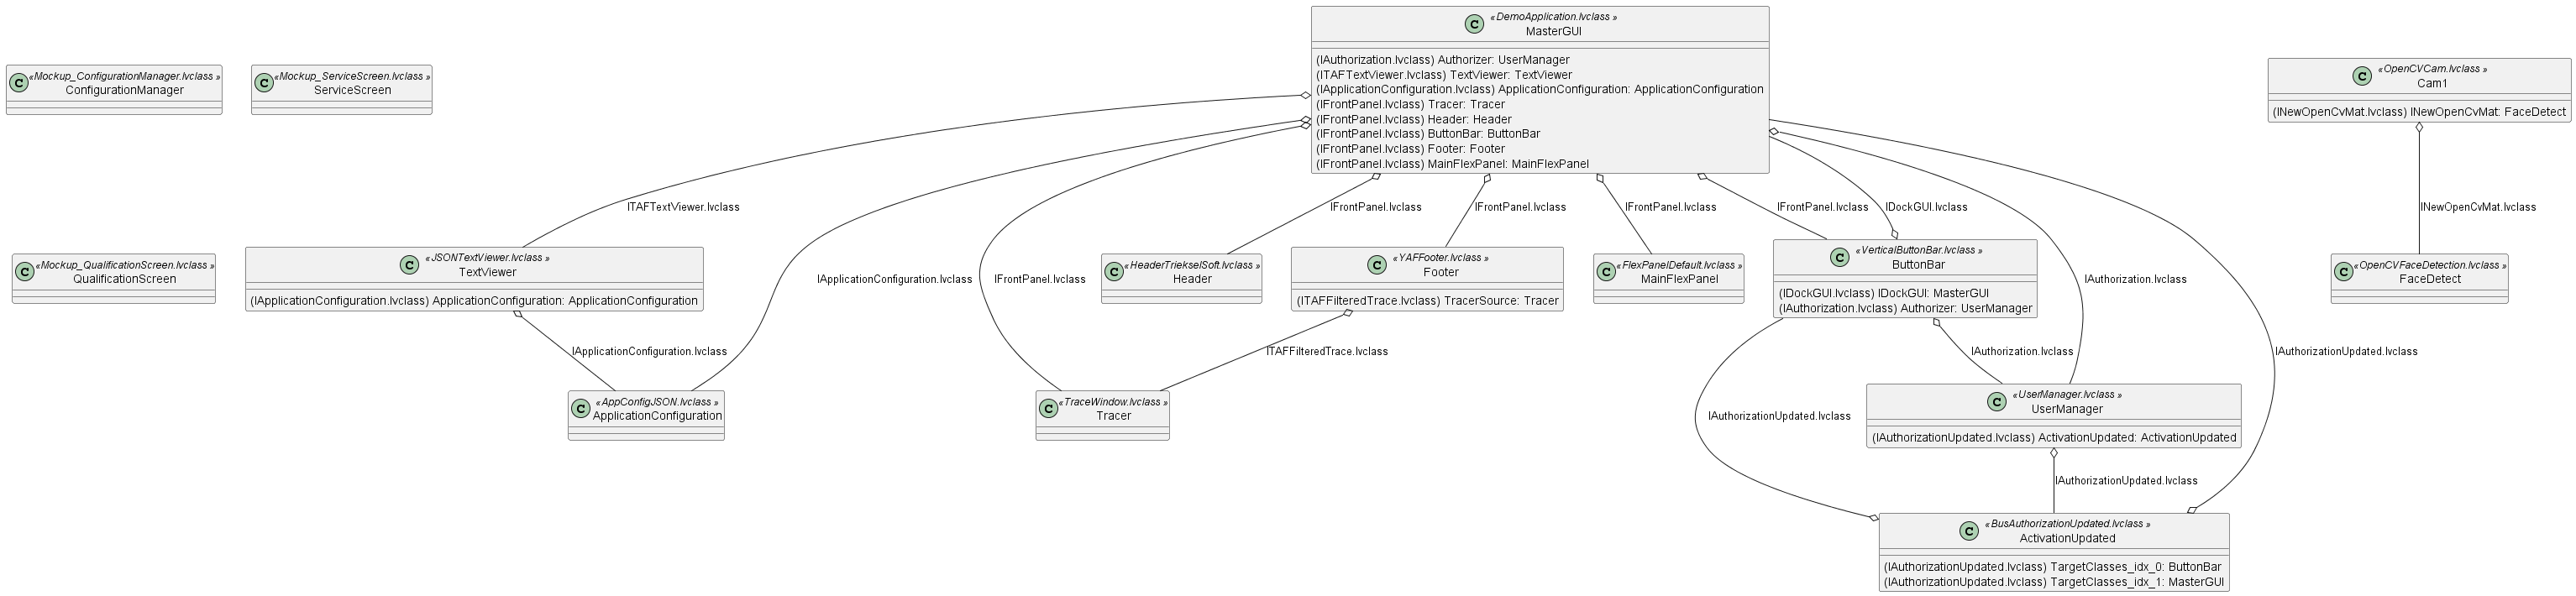 «DemoApplication.lvclass»
C
MasterGUI
(IAuthorization.lvclass) Authorizer: UserManager
(ITAFTextViewer.lvclass) TextViewer: TextViewer
(IApplicationConfiguration.lvclass) ApplicationConfiguration: ApplicationConfiguration
(IFrontPanel.lvclass) Tracer: Tracer
(IFrontPanel.lvclass) Header: Header
(IFrontPanel.lvclass) ButtonBar: ButtonBar
(IFrontPanel.lvclass) Footer: Footer
(IFrontPanel.lvclass) MainFlexPanel: MainFlexPanel
«Mockup_ConfigurationManager.lvclass»
C
ConfigurationManager
«Mockup_ServiceScreen.lvclass»
C
ServiceScreen
«OpenCVCam.lvclass»
C
Cam1
(INewOpenCvMat.lvclass) INewOpenCvMat: FaceDetect
ITAFTextViewer.lvclass
IFrontPanel.lvclass
IFrontPanel.lvclass
IFrontPanel.lvclass
IFrontPanel.lvclass
IDockGUI.lvclass
INewOpenCvMat.lvclass
«Mockup_QualificationScreen.lvclass»
C
QualificationScreen
«JSONTextViewer.lvclass»
C
TextViewer
(IApplicationConfiguration.lvclass) ApplicationConfiguration: ApplicationConfiguration
IApplicationConfiguration.lvclass
IFrontPanel.lvclass
«HeaderTriekselSoft.lvclass»
C
Header
«YAFFooter.lvclass»
C
Footer
(ITAFFilteredTrace.lvclass) TracerSource: Tracer
«FlexPanelDefault.lvclass»
C
MainFlexPanel
«VerticalButtonBar.lvclass»
C
ButtonBar
(IDockGUI.lvclass) IDockGUI: MasterGUI
(IAuthorization.lvclass) Authorizer: UserManager
IAuthorization.lvclass
«OpenCVFaceDetection.lvclass»
C
FaceDetect
IApplicationConfiguration.lvclass
ITAFFilteredTrace.lvclass
IAuthorization.lvclass
IAuthorizationUpdated.lvclass
«AppConfigJSON.lvclass»
C
ApplicationConfiguration
«TraceWindow.lvclass»
C
Tracer
IAuthorizationUpdated.lvclass
«UserManager.lvclass»
C
UserManager
(IAuthorizationUpdated.lvclass) ActivationUpdated: ActivationUpdated
IAuthorizationUpdated.lvclass
«BusAuthorizationUpdated.lvclass»
C
ActivationUpdated
(IAuthorizationUpdated.lvclass) TargetClasses_idx_0: ButtonBar
(IAuthorizationUpdated.lvclass) TargetClasses_idx_1: MasterGUI